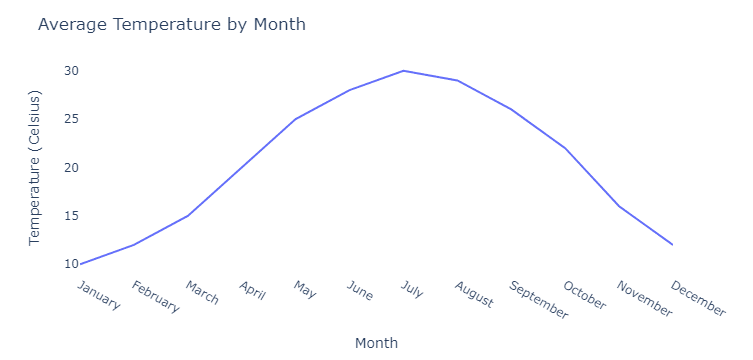 Average Temperature by Month
30
25
20
15
10
Temperature (Celsius)
January
February
March
April
May
June
July
August
September
October
November
December
Month